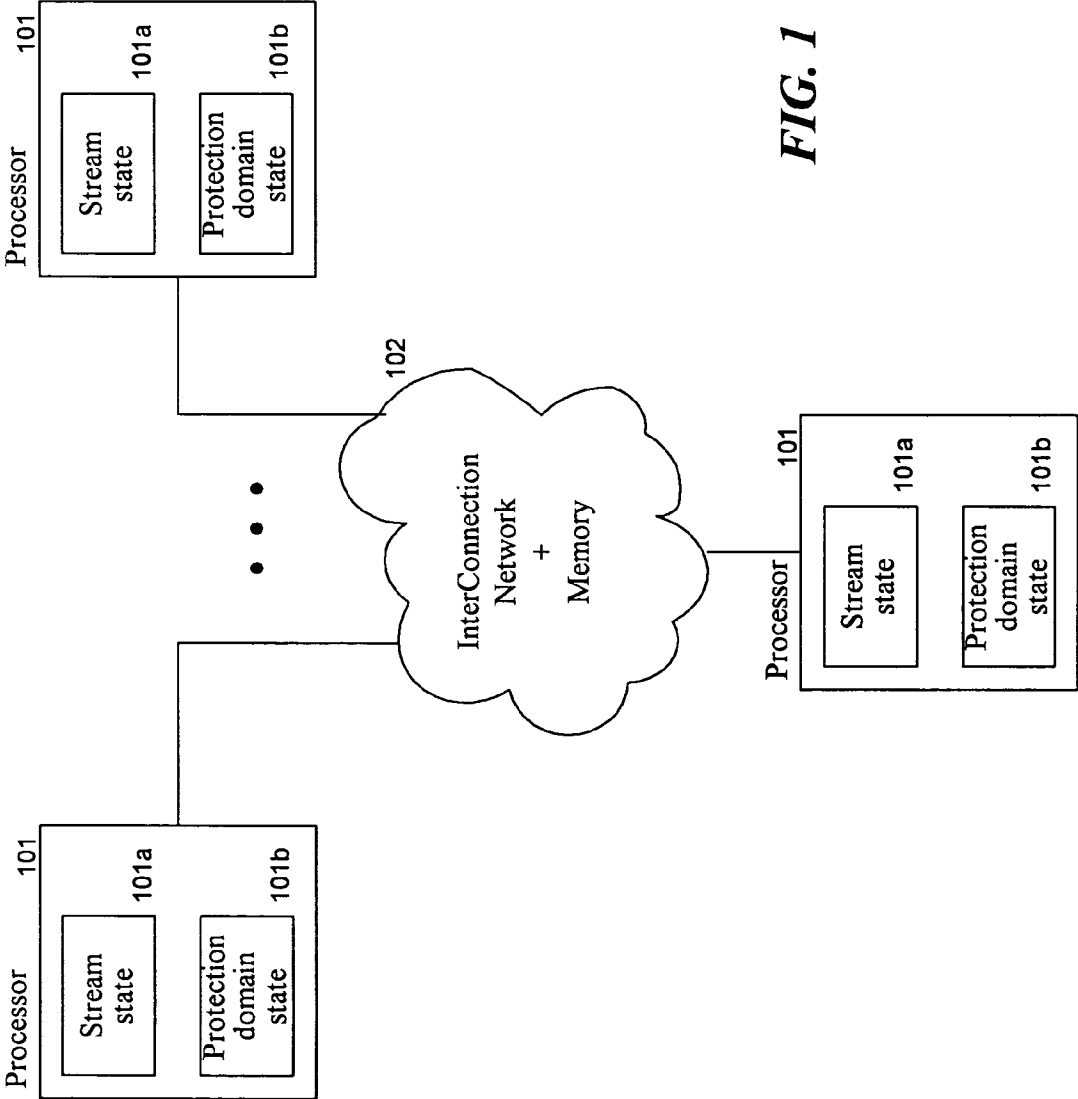 Processor
101
Stream
state
101a
Protection
domain
state
101b
Processor
101
Stream
state
101a
Protection
domain
state
101b
102
InterConnection
Network
+
Memory
Processor
101
Stream
state
101a
Protection
domain
state
101b
FIG. 1